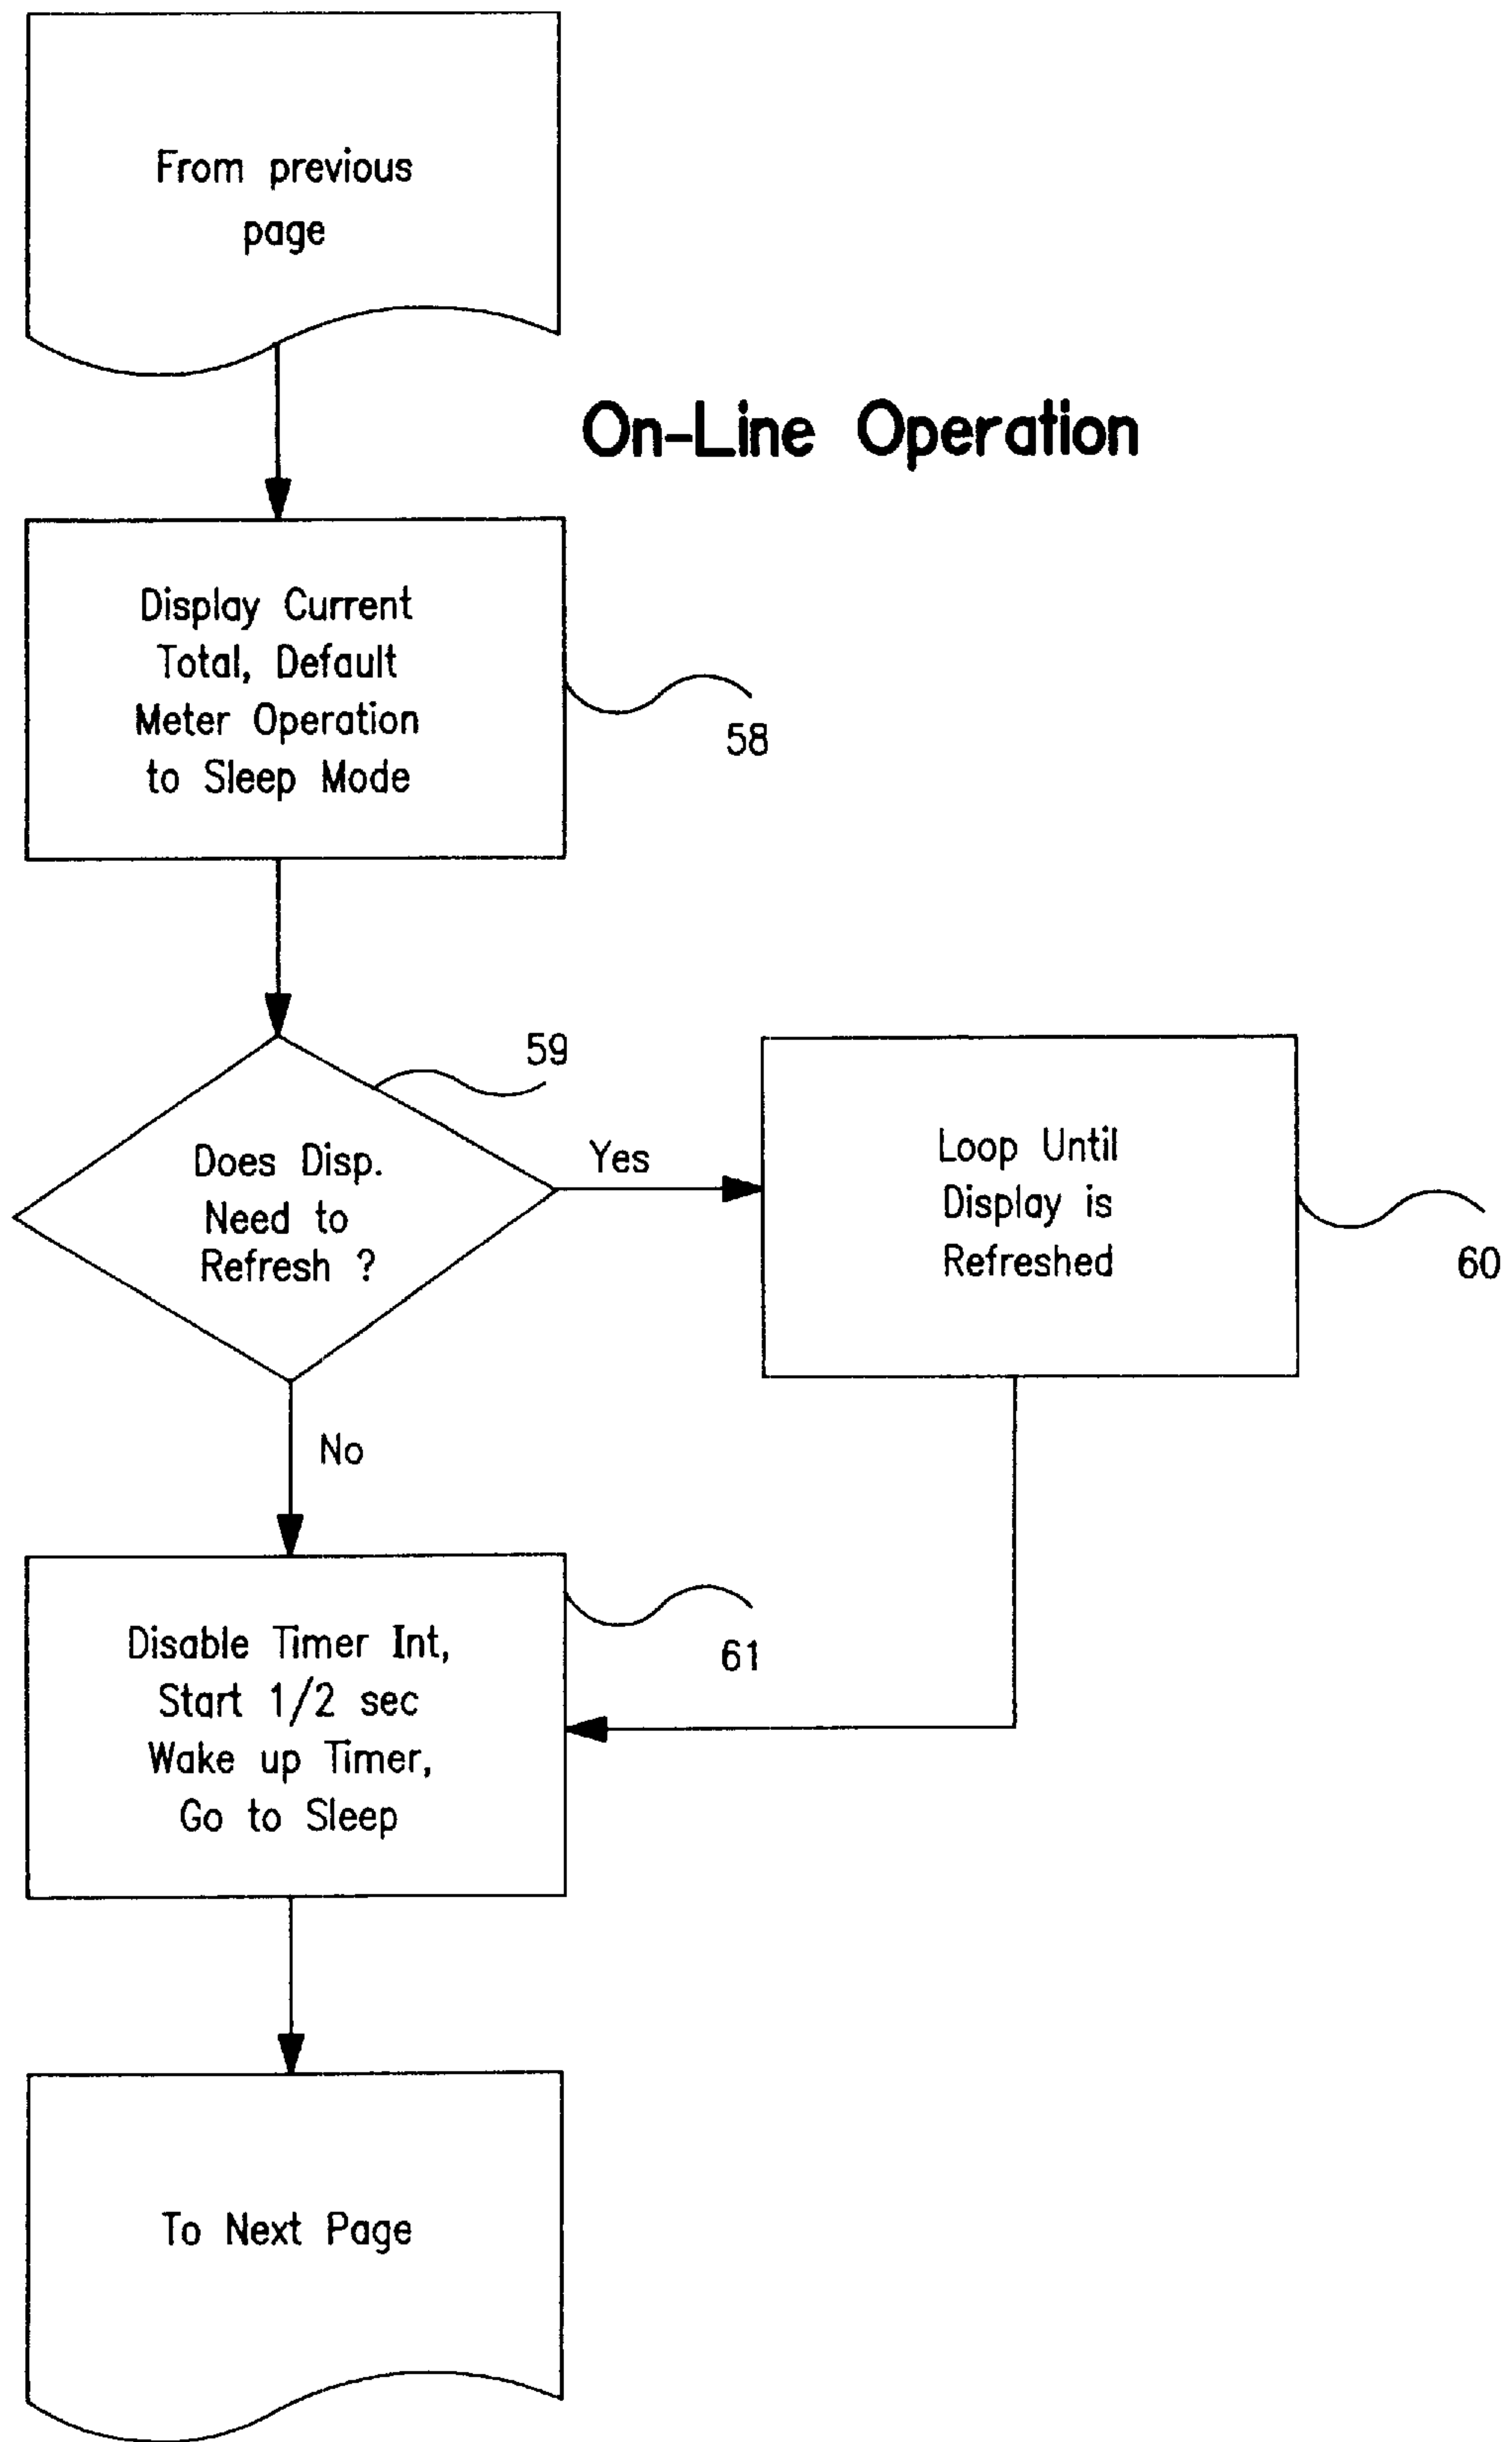 From previous
page
On-Line Operation
Display Current
Total, Default
Meter Operation
to Sleep Mode
58
59
Does Disp.
Need to
Refresh ?
Yes
Loop Until
Display is
Refreshed
60
No
Disable Timer Int,
Start 1/2 sec
Wake up Timer,
Go to Sleep
61
To Next Page